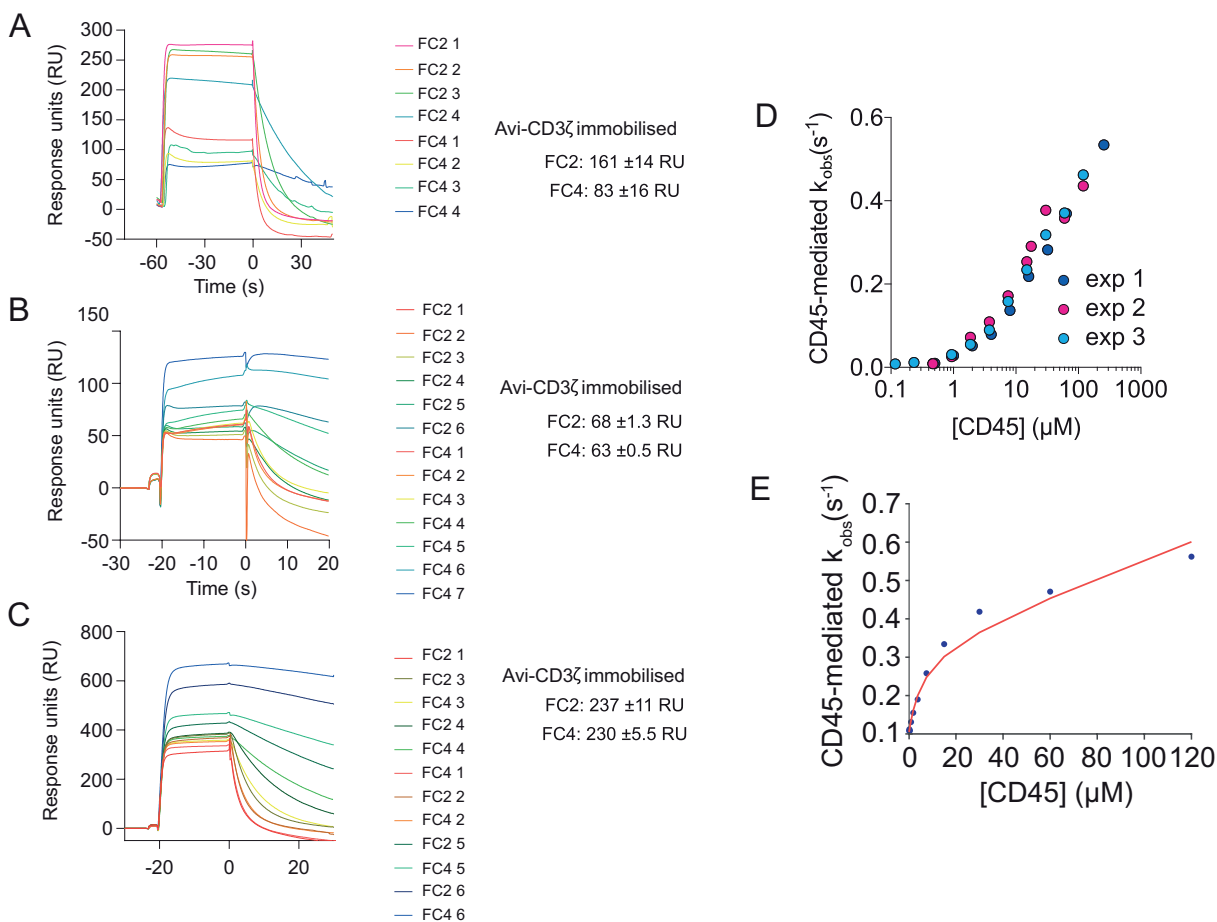 A
Response units (RU)
300
250
200
150
100
50
0
-50
-60
-30
0
30
Time (s)
FC2 1
FC2 2
FC2 3
FC2 4
FC4 1
FC4 2
FC4 3
FC4 4
Avi-CD3ζ immobilised
FC2: 161 ±14 RU
FC4: 83 ±16 RU
B
Response units (RU)
150
100
50
0
-50
-30
-20
-10
0
10
20
Time (s)
FC2 1
FC2 2
FC2 3
FC2 4
FC2 5
FC2 6
FC4 1
FC4 2
FC4 3
FC4 4
FC4 5
FC4 6
FC4 7
Avi-CD3ζ immobilised
FC2: 68 ±1.3 RU
FC4: 63 ±0.5 RU
C
Response units (RU)
800
600
400
200
0
-20
0
20
FC2 1
FC2 3
FC4 3
FC2 4
FC4 4
FC4 1
FC2 2
FC4 2
FC2 5
FC4 5
FC2 6
FC4 6
Avi-CD3ζ immobilised
FC2: 237 ±11 RU
FC4: 230 ±5.5 RU
D
CD45-mediated kobs(s-1)
0.6
0.4
0.2
0.0
0.1
1
10
100
1000
[CD45] (µM)
exp 1
exp 2
exp 3
E
CD45-mediated kobs(s-1)
0.7
0.6
0.5
0.4
0.3
0.2
0.1
0
20
40
60
80
100
120
[CD45] (µM)